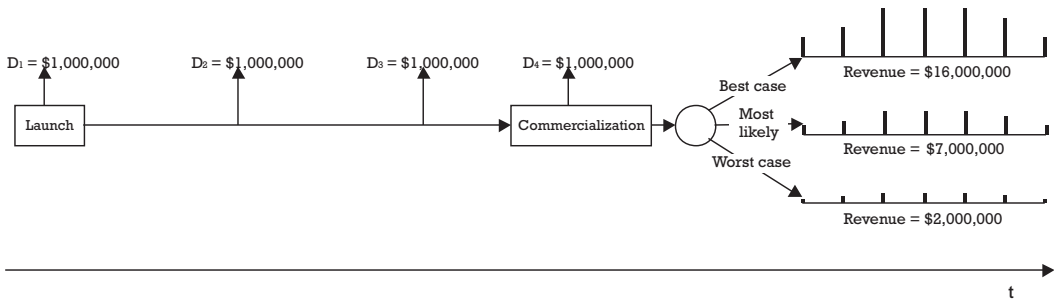 D₁ = $1,000,000
D₂ = $1,000,000
D₃ = $1,000,000
D₄ = $1,000,000
Launch
Commercialization
Best case
Most
likely
Worst case
Revenue = $16,000,000
Revenue = $7,000,000
Revenue = $2,000,000
t